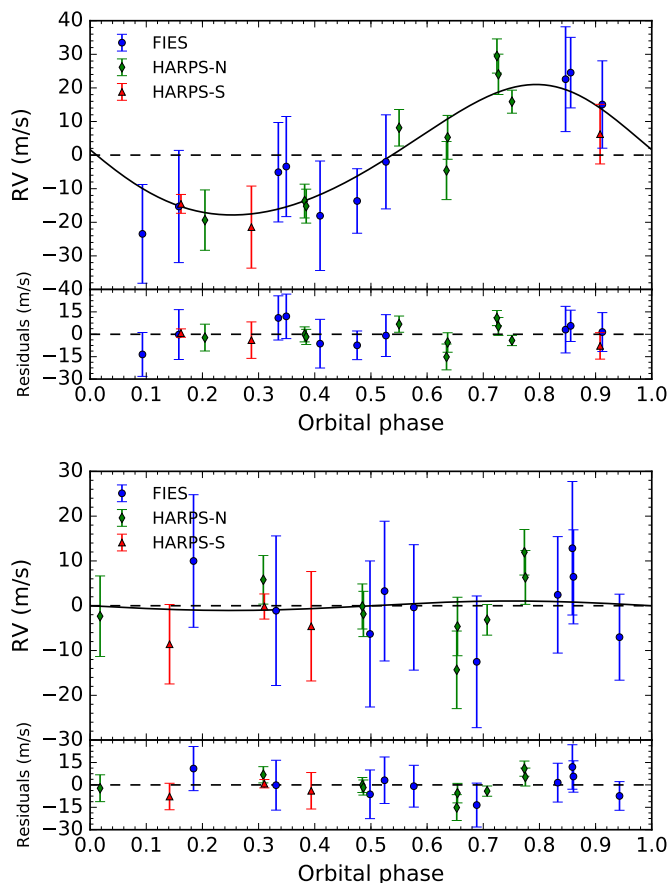 40
30
20
10
0
−10
−20
−30
−40
RV (m/s)
FIES
HARPS-N
HARPS-S
15
0
−15
−30
Residuals (m/s)
0.0 0.1 0.2 0.3 0.4 0.5 0.6 0.7 0.8 0.9 1.0
Orbital phase
30
20
10
0
−10
−20
−30
RV (m/s)
FIES
HARPS-N
HARPS-S
15
0
−15
−30
Residuals (m/s)
0.0 0.1 0.2 0.3 0.4 0.5 0.6 0.7 0.8 0.9 1.0
Orbital phase